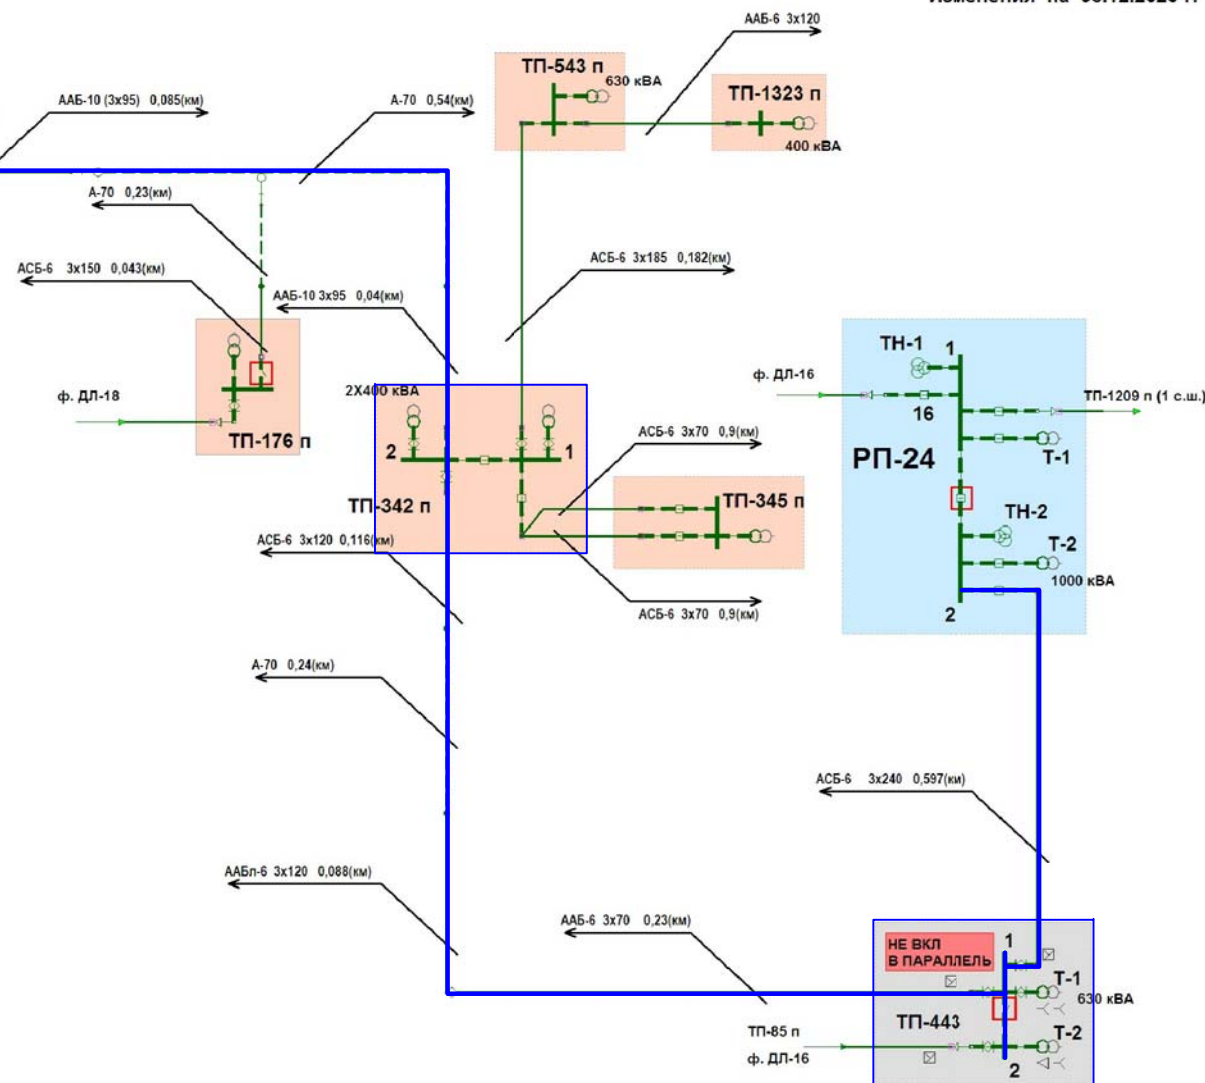 ААБ-6 3х120
ТП-543 п
630 кВА
ТП-1323 п
400 кВА
ААБ-10 (3х95) 0,085(км)
А-70 0,54(км)
А-70 0,23(км)
АСБ-6 3х150 0,043(км)
ААБ-10 3х95 0,04(км)
АСБ-6 3х185 0,182(км)
ф. ДЛ-18
ТП-176 п
2Х400 кВА
2
1
ТП-342 п
АСБ-6 3х70 0,9(км)
ТП-345 п
АСБ-6 3х70 0,9(км)
ТН-1
1
ф. ДЛ-16
16
ТП-1209 п (1 с.ш.)
Т-1
РП-24
ТН-2
Т-2
1000 кВА
2
АСБ-6 3х120 0,116(км)
А-70 0,24(км)
АСБ-6 3х240 0,597(км)
ААБл-6 3х120 0,088(км)
ААБ-6 3х70 0,23(км)
НЕ ВКЛ
В ПАРАЛЛЕЛЬ
1
Т-1
630 кВА
ТП-443
Т-2
2
ТП-85 п
ф. ДЛ-16